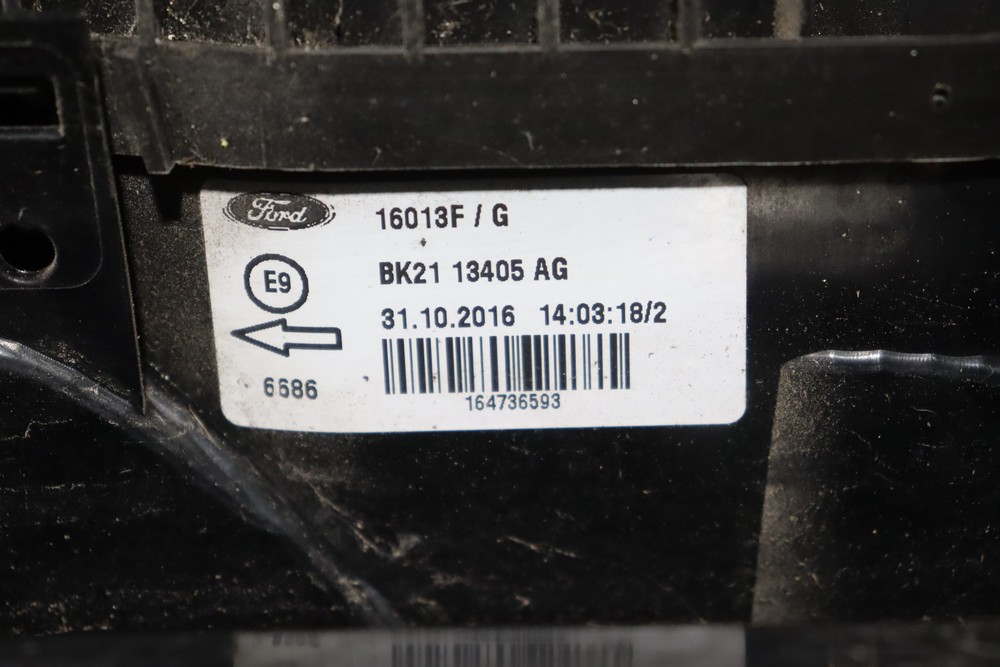 Ford
16013F / G
E9
BK21 13405 AG
31.10.2016 14:03:18/2
6686
164736593